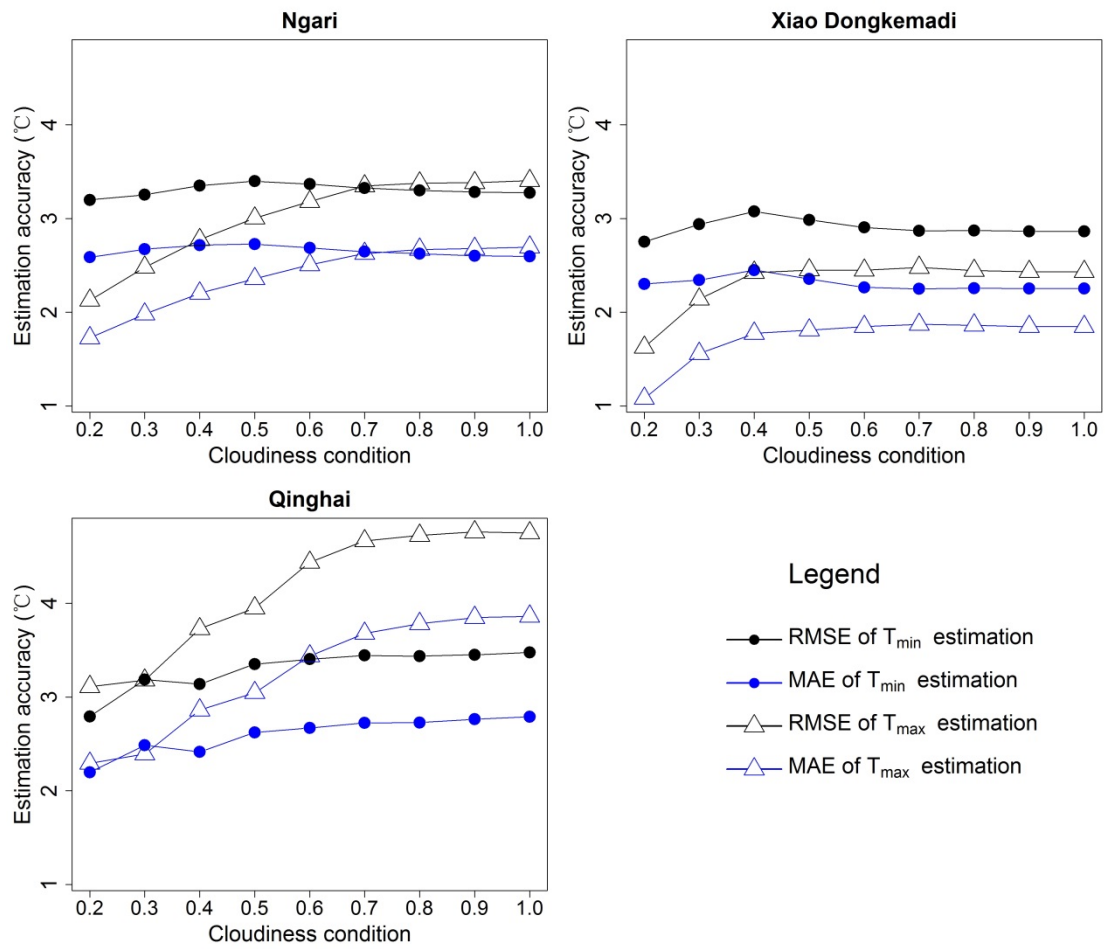 Ngari
Estimation accuracy (℃)
4
3
2
1
0.2 0.3 0.4 0.5 0.6 0.7 0.8 0.9 1.0
Cloudiness condition
Xiao Dongkemadi
Estimation accuracy (℃)
4
3
2
1
0.2 0.3 0.4 0.5 0.6 0.7 0.8 0.9 1.0
Cloudiness condition
Qinghai
Estimation accuracy (℃)
4
3
2
1
0.2 0.3 0.4 0.5 0.6 0.7 0.8 0.9 1.0
Cloudiness condition
Legend
RMSE of Tmin estimation
MAE of Tmin estimation
RMSE of Tmax estimation
MAE of Tmax estimation